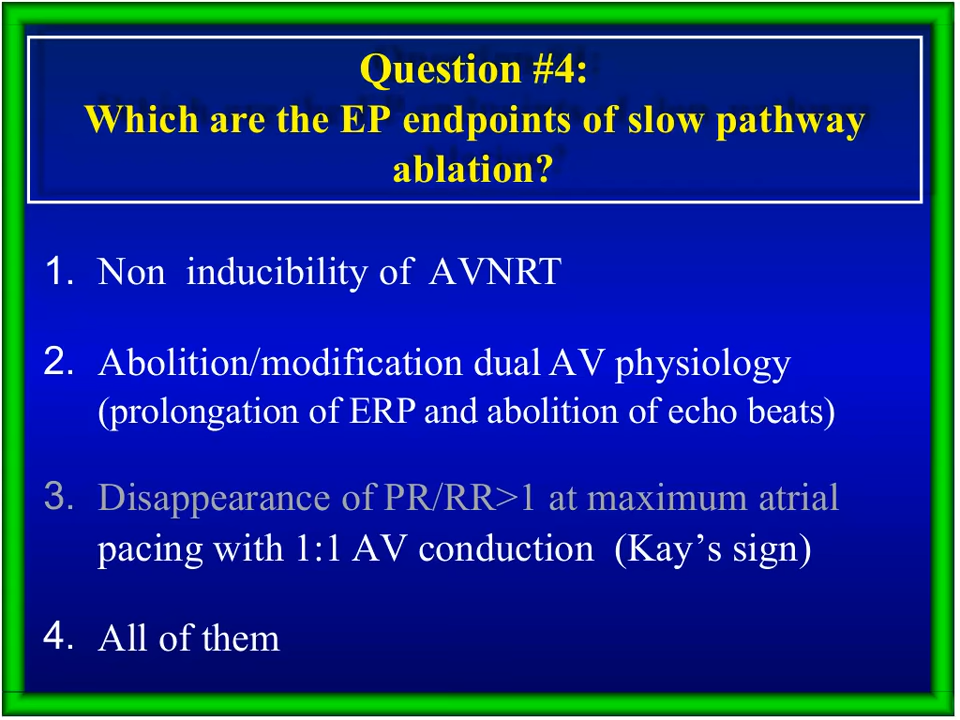 Question #4:
Which are the EP endpoints of slow pathway
ablation?
1. Non inducibility of AVNRT
2. Abolition/modification dual AV physiology
(prolongation of ERP and abolition of echo beats)
3. Disappearance of PR/RR>1 at maximum atrial
pacing with 1:1 AV conduction (Kay’s sign)
4. All of them